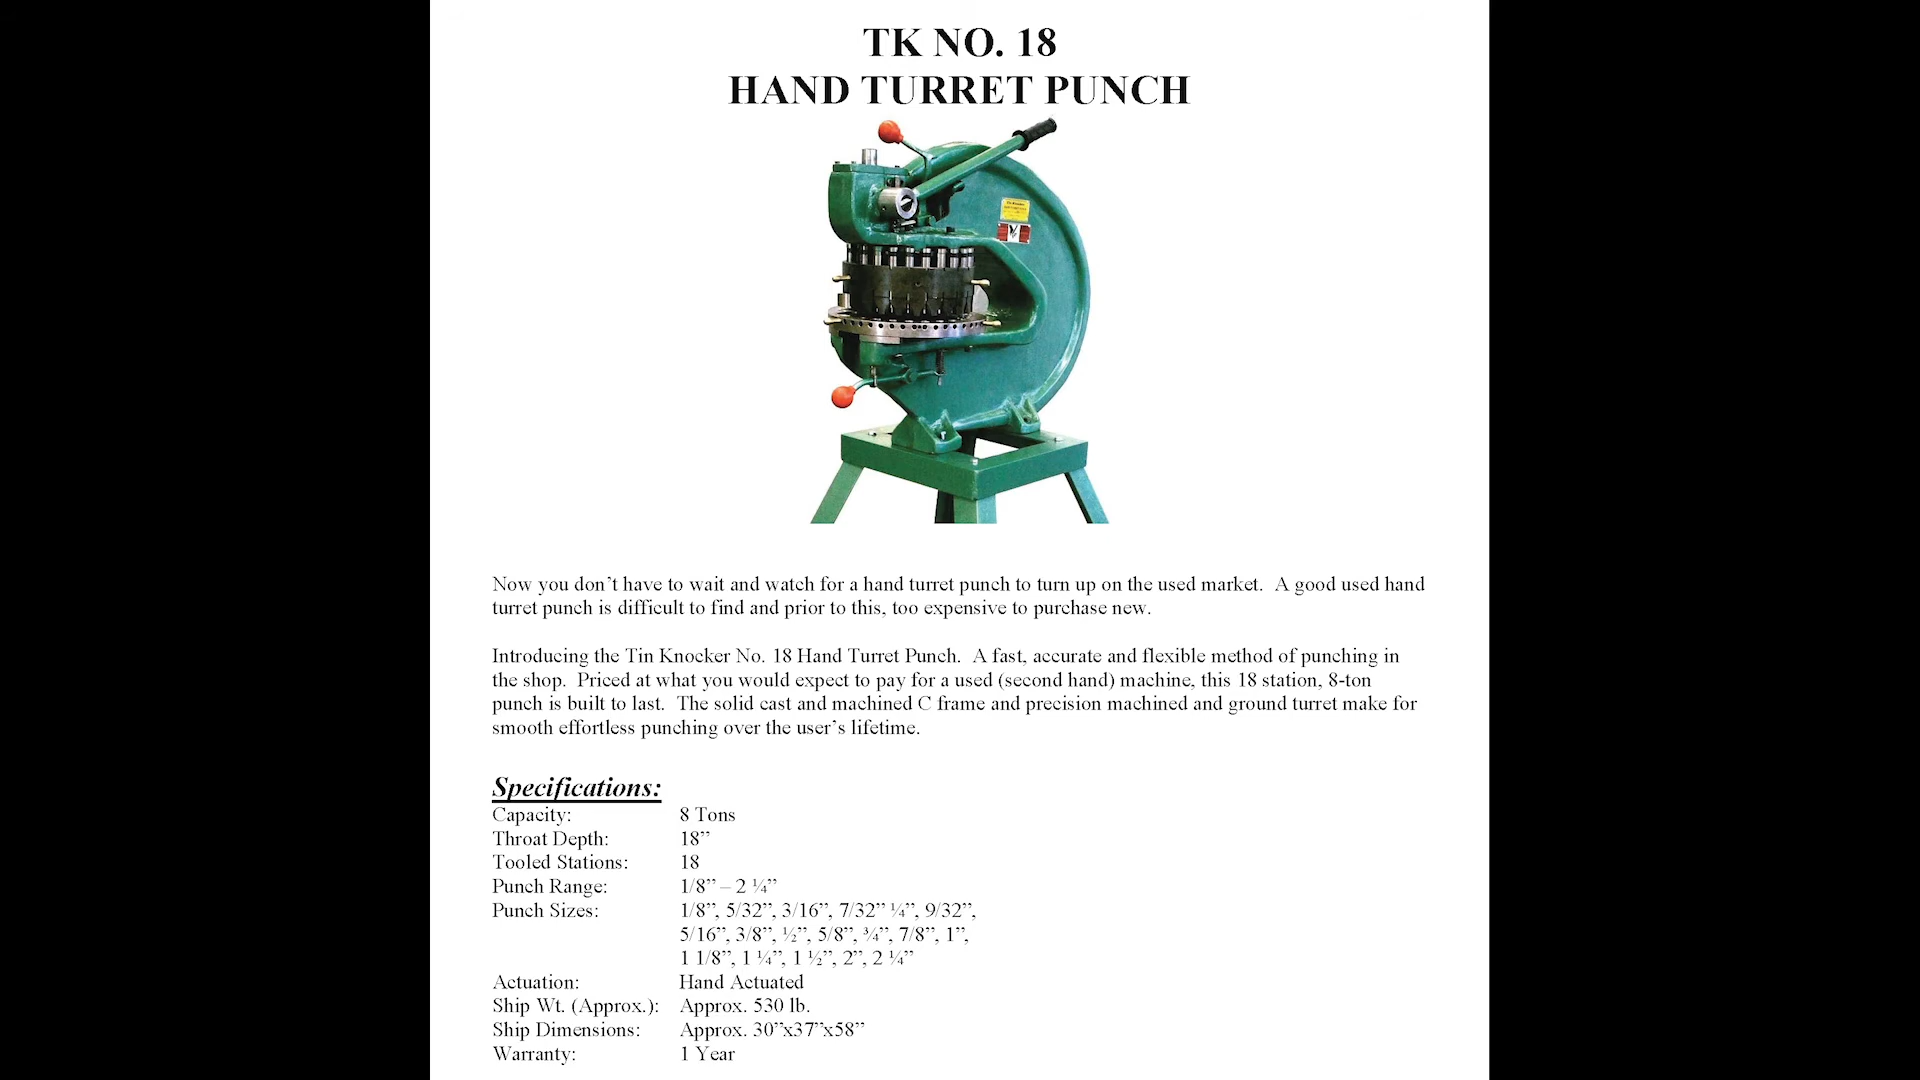 TK NO. 18
HAND TURRET PUNCH
Now you don’t have to wait and watch for a hand turret punch to turn up on the used market.  A good used hand
turret punch is difficult to find and prior to this, too expensive to purchase new.
Introducing the Tin Knocker No. 18 Hand Turret Punch.  A fast, accurate and flexible method of punching in
the shop.  Priced at what you would expect to pay for a used (second hand) machine, this 18 station, 8-ton
punch is built to last.  The solid cast and machined C frame and precision machined and ground turret make for
smooth effortless punching over the user’s lifetime.
Specifications:
Capacity: 8 Tons
Throat Depth: 18”
Tooled Stations: 18
Punch Range: 1/8” – 2 ¼”
Punch Sizes: 1/8”, 5/32”, 3/16”, 7/32” ¼”, 9/32”,
5/16”, 3/8”, ½”, 5/8”, ¾”, 7/8”, 1”,
1 1/8”, 1 ¼”, 1 ½”, 2”, 2 ¼”
Actuation: Hand Actuated
Ship Wt. (Approx.): Approx. 530 lb.
Ship Dimensions: Approx. 30”x37”x58”
Warranty: 1 Year